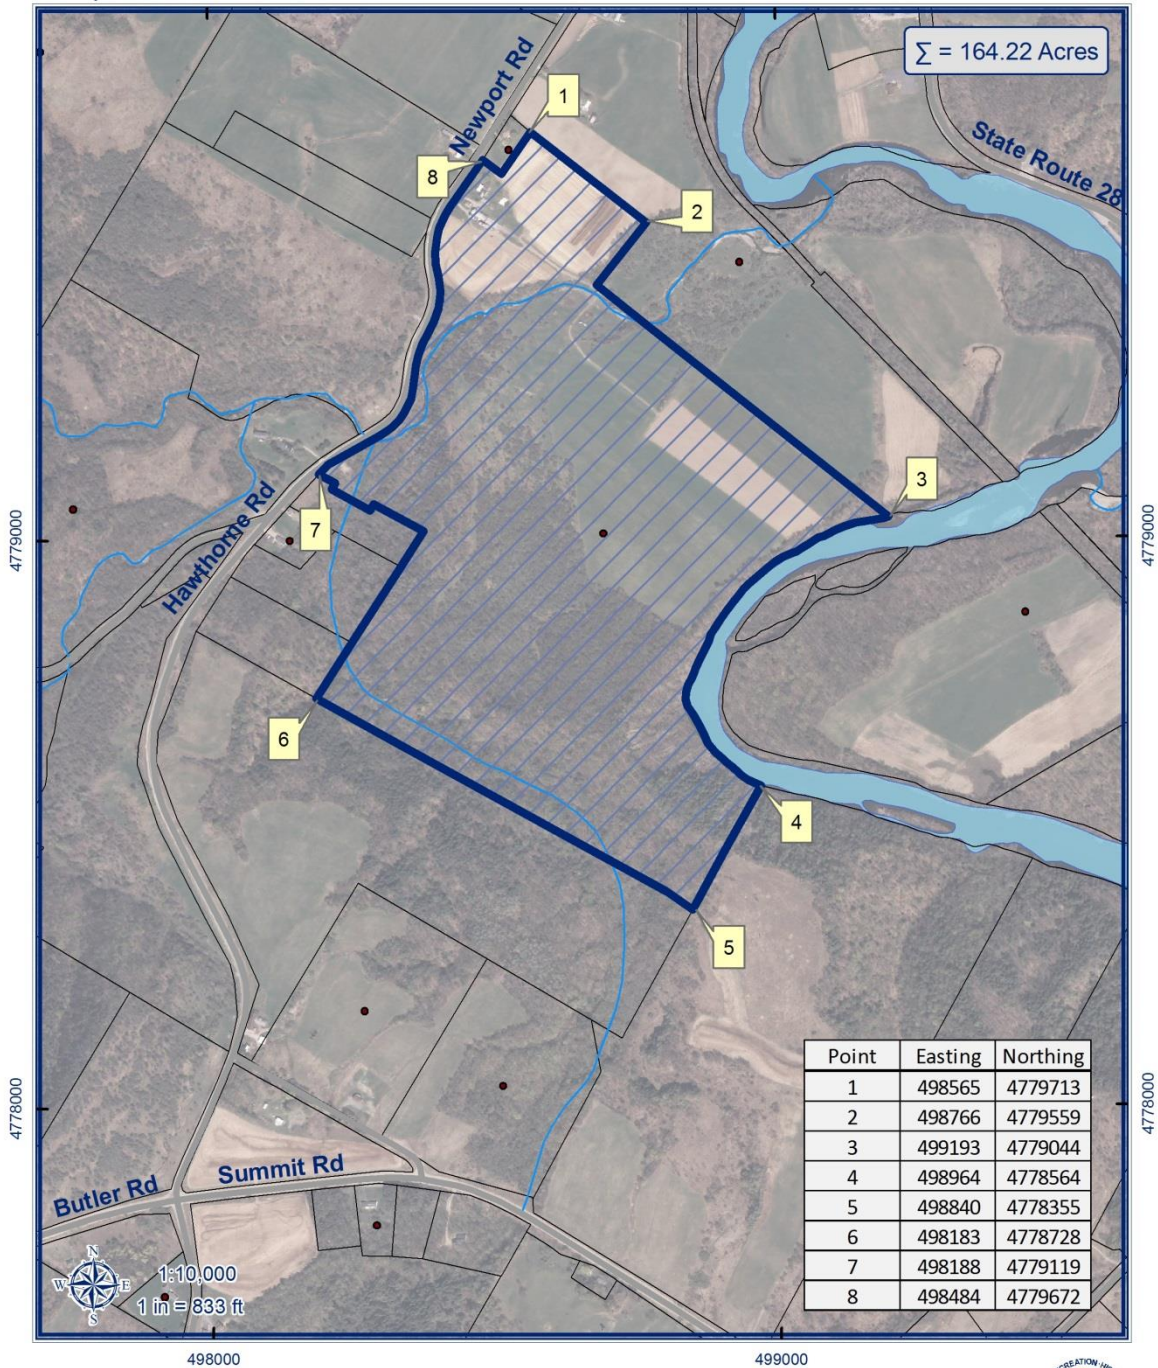 ∑ = 164.22 Acres
Newport Rd
State Route 28
1
8
2
3
7
Hawthorne Rd
6
4
5
4779000
4779000
4778000
4778000
Point Easting Northing
1 498565 4779713
2 498766 4779559
3 499193 4779044
4 498964 4778564
5 498840 4778355
6 498183 4778728
7 498188 4779119
8 498484 4779672
Summit Rd
Butler Rd
N
W E
S
1:10,000
1 in = 833 ft
498000
499000